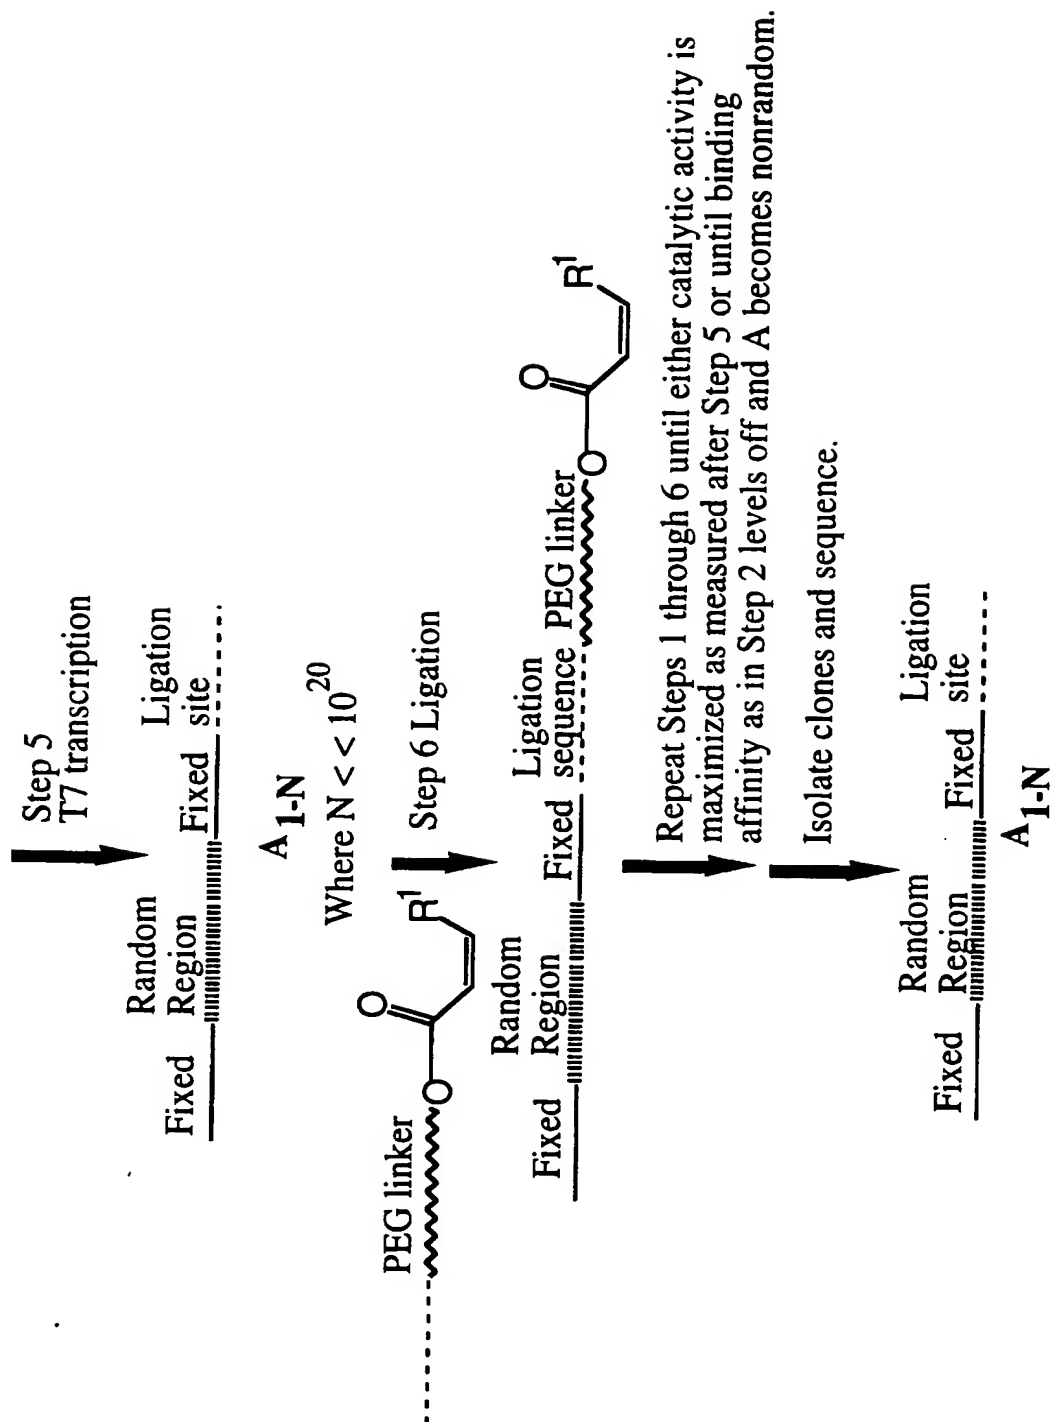 Step 5
T7 transcription
Random
Region
Ligation
site
Fixed
Fixed
A 1-N
Where N < < 10^20
PEG linker
O
O
R1
Step 6 Ligation
Random
Region
Ligation
sequence
Fixed
Fixed
PEG linker
O
O
R1
Repeat Steps 1 through 6 until either catalytic activity is
maximized as measured after Step 5 or until binding
affinity as in Step 2 levels off and A becomes nonrandom.
Isolate clones and sequence.
Random
Region
Ligation
site
Fixed
Fixed
A 1-N